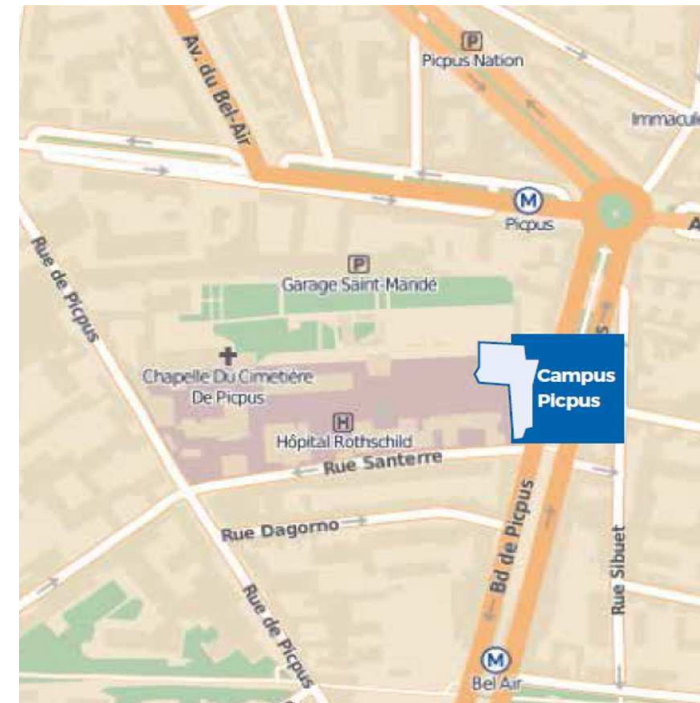 P
Picpus Nation
Av. du Bel-Air
M
Picpus
Rue de Picpus
P
Garage Saint-Mandé
Chapelle Du Cimetière
De Picpus
Campus
Picpus
H
Hôpital Rothschild
Rue Santerre
Rue Dagorno
Bd de Picpus
Rue Sibuet
Rue de Picpus
M
Bel Air